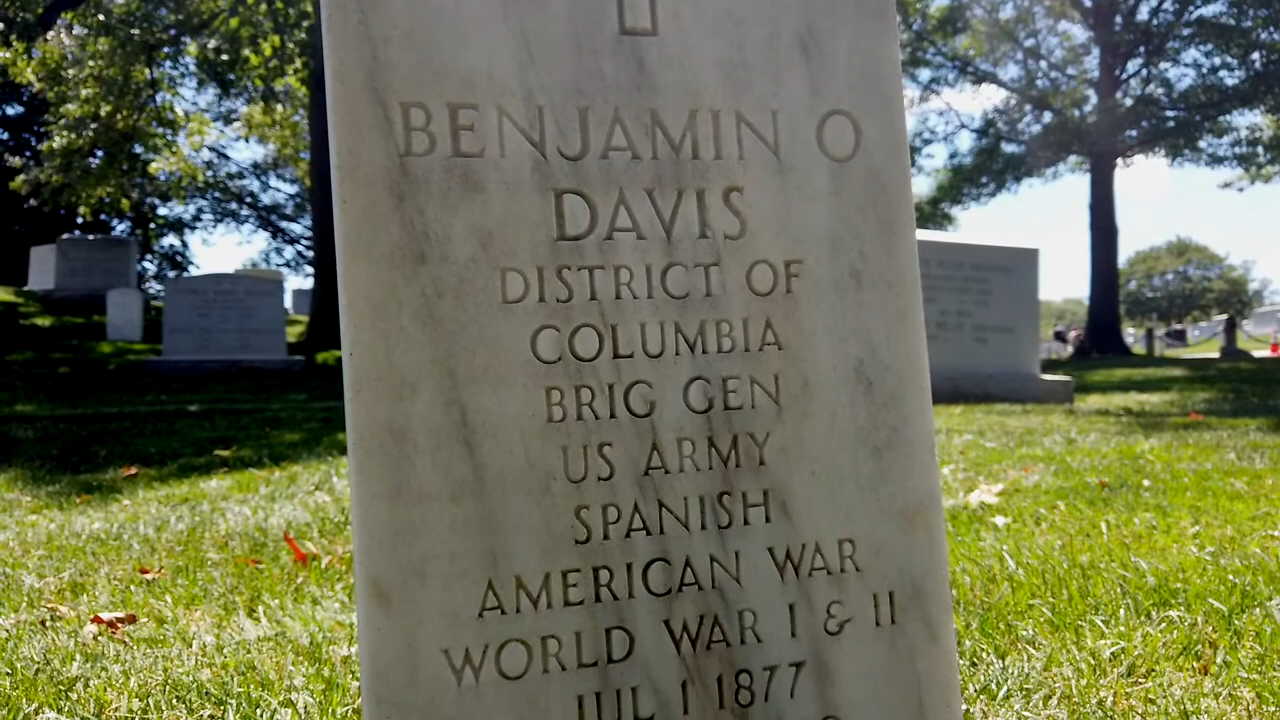 BENJAMIN O
DAVIS
DISTRICT OF
COLUMBIA
BRIG GEN
US ARMY
SPANISH
AMERICAN WAR
WORLD WAR I & II
JUL 1 1877